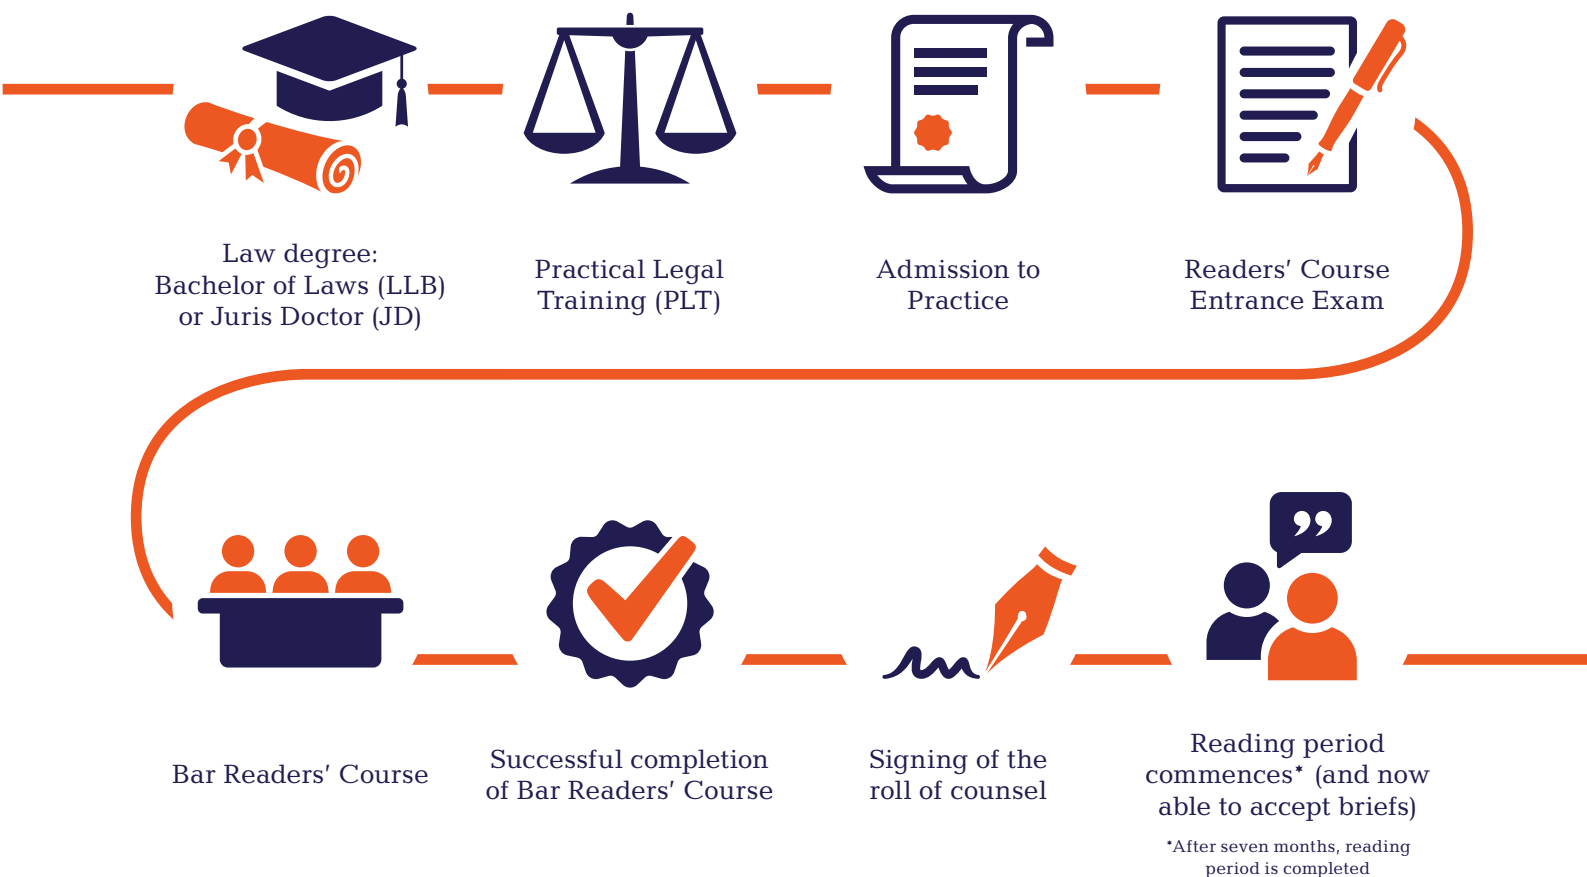 Law degree:
Bachelor of Laws (LLB)
or Juris Doctor (JD)
Practical Legal
Training (PLT)
Admission to
Practice
Readers’ Course
Entrance Exam
Bar Readers’ Course
Successful completion
of Bar Readers’ Course
Signing of the
roll of counsel
Reading period
commences* (and now
able to accept briefs)
*After seven months, reading
period is completed